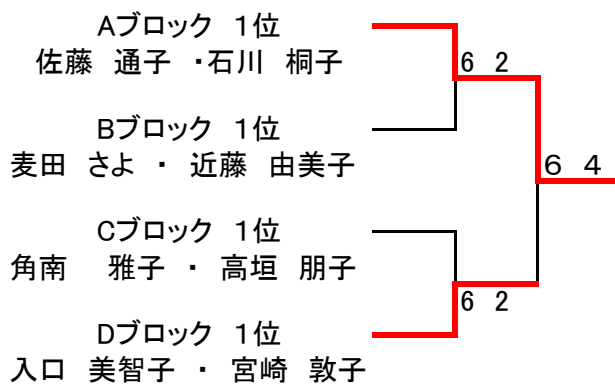 Aブロック 1位
佐藤 通子 ・石川 桐子
6 2
Bブロック 1位
麦田 さよ ・ 近藤 由美子
6 4
Cブロック 1位
角南 雅子 ・ 高垣 朋子
6 2
Dブロック 1位
入口 美智子 ・ 宮崎 敦子